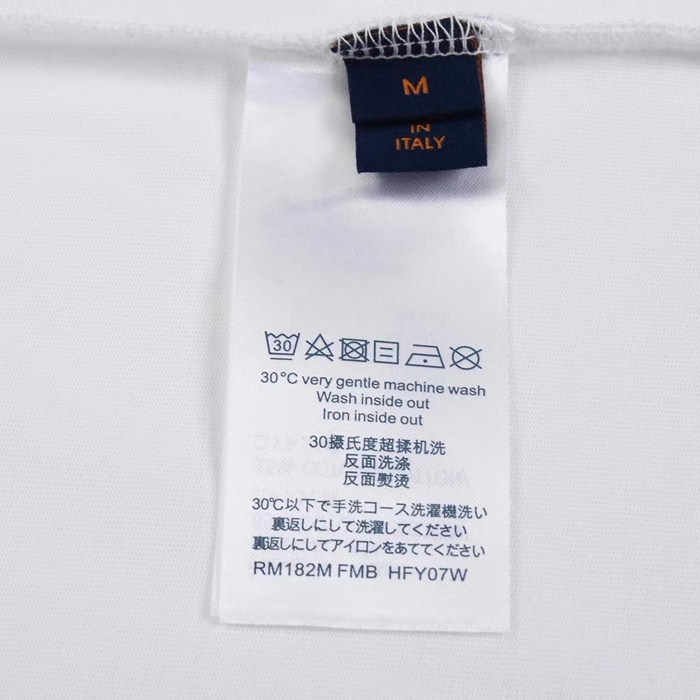 M
IN
ITALY
30
30°C very gentle machine wash
Wash inside out
Iron inside out
30摄氏度超揉机洗
反面洗涤
反面熨烫
30℃以下で手洗コース洗濯機洗い
裏返しにして洗濯してください
裏返しにしてアイロンをあててください
RM182M FMB HFY07W